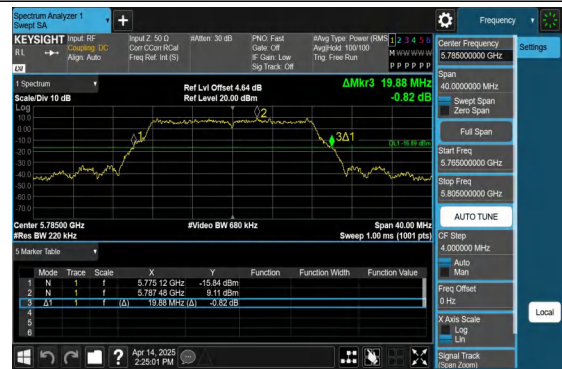 Spectrum Analyzer 1
Swept SA
Frequency
KEYSIGHT
RL
Input: RF
Coupling: DC
Align: Auto
Input Z: 50 Ω
Corr CCorr RCal
Freq Ref: Int (S)
#Atten: 30 dB
PNO: Fast
Gate: Off
IF Gain: Low
Sig Track: Off
#Avg Type: Power (RMS
Avg|Hold: 100/100
Trig: Free Run
1 2 3 4 5 6
M W W W W W
P P P P P P
LW
1 Spectrum
Scale/Div 10 dB
Ref Lvl Offset 4.64 dB
Ref Level 20.00 dBm
ΔMkr3 19.88 MHz
-0.82 dB
Log
10.0
0.00
-10.0
-20.0
-30.0
-40.0
-50.0
-60.0
-70.0
1
2
3Δ1
DL1 -16.89 dBm
Center 5.78500 GHz
#Video BW 680 kHz
Span 40.00 MHz
#Res BW 220 kHz
Sweep 1.00 ms (1001 pts)
5 Marker Table
Mode Trace Scale X Y Function Function Width Function Value
1 N 1 f 5.775 12 GHz -15.84 dBm
2 N 1 f 5.787 48 GHz 9.11 dBm
3 Δ1 1 f (Δ) 19.88 MHz (Δ) -0.82 dB
4
5
6
Center Frequency
5.785000000 GHz
Settings
Span
40.0000000 MHz
Swept Span
Zero Span
Full Span
Start Freq
5.765000000 GHz
Stop Freq
5.805000000 GHz
AUTO TUNE
CF Step
4.000000 MHz
Auto
Man
Freq Offset
0 Hz
X Axis Scale
Log
Lin
Signal Track
(Span Zoom)
Local
Apr 14, 2025
2:25:01 PM